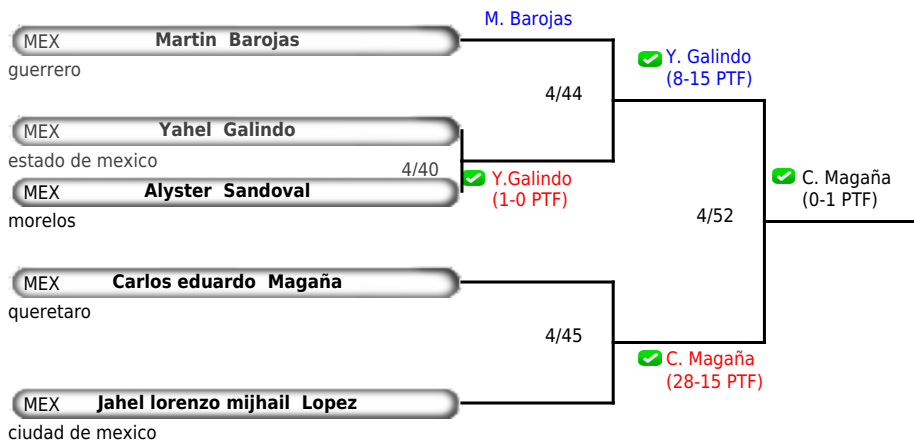 M. Barojas
MEX Martin Barojas
guerrero
Y. Galindo
(8-15 PTF)
4/44
MEX Yahel Galindo
estado de mexico
4/40
Y.Galindo
(1-0 PTF)
MEX Alyster Sandoval
morelos
C. Magaña
(0-1 PTF)
4/52
MEX Carlos eduardo Magaña
queretaro
4/45
C. Magaña
(28-15 PTF)
MEX Jahel lorenzo mijhail Lopez
ciudad de mexico